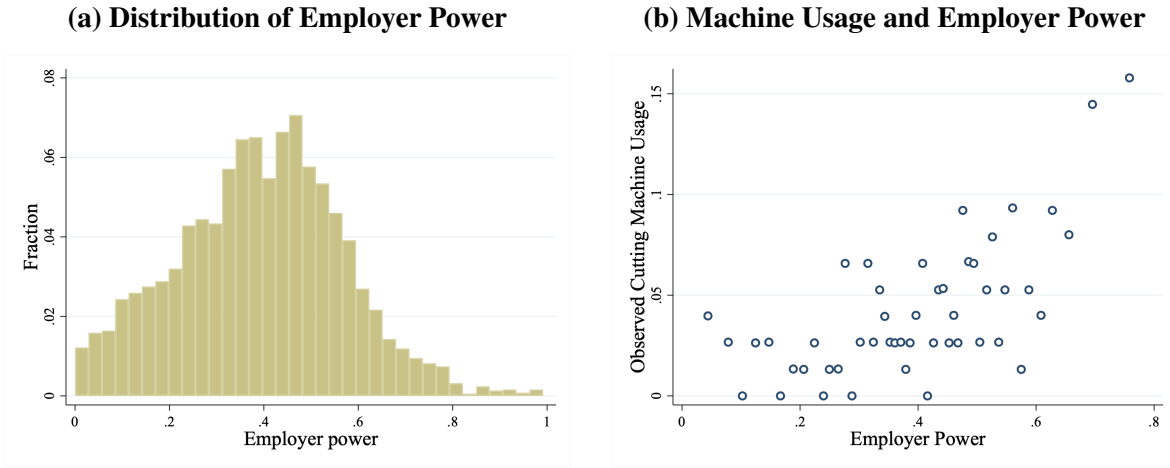 (a) Distribution of Employer Power
.08
.06
.04
.02
0
Fraction
0 .2 .4 .6 .8 1
Employer power
(b) Machine Usage and Employer Power
.15
.1
.05
0
Observed Cutting Machine Usage
0 .2 .4 .6 .8
Employer Power